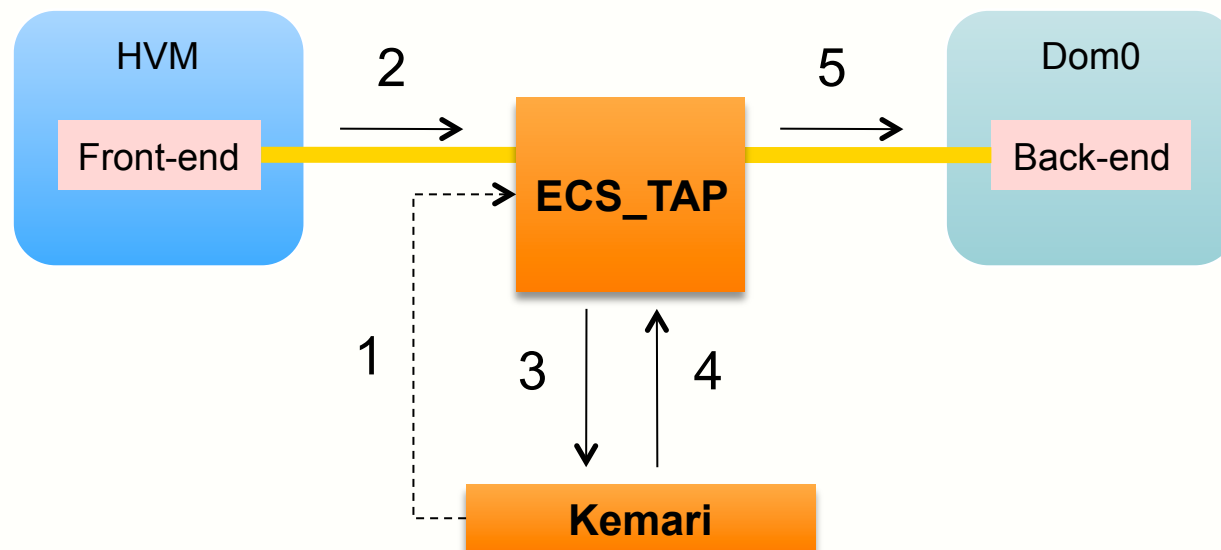 HVM
2
5
Dom0
Front-end
ECS_TAP
Back-end
1
3
4
Kemari